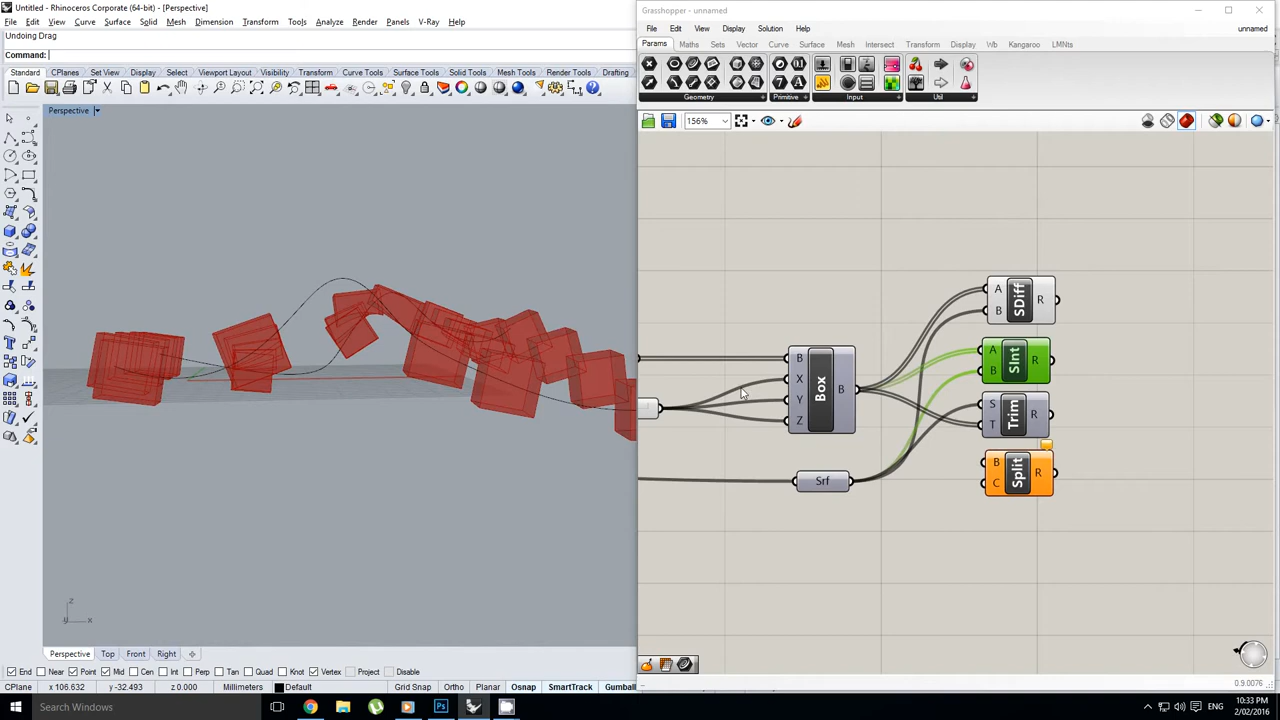 Untitled - Rhinoceros Corporate (64-bit) - [Perspective]
File Edit View Curve Surface Solid Mesh Dimension Transform Tools Analyze Render Panels V-Ray Help
Undoing Drag
Command:
Standard CPlanes Set View Display Select Viewport Layout Visibility Transform Curve Tools Surface Tools Solid Tools Mesh Tools Render Tools Drafting
Perspective
z
y x
Perspective Top Front Right
End Near Point Mid Cen Int Perp Tan Quad Knot Vertex Project Disable
CPlane x 106.632 y -32.493 z 0.000 Millimeters Default Grid Snap Ortho Planar Osnap SmartTrack Gumball
Grasshopper - unnamed
File Edit View Display Solution Help unnamed
Params Maths Sets Vector Curve Surface Mesh Intersect Transform Display Wb Kangaroo LMNts
Geometry Primitive Input Util
156%
A B SDiff R
A B SInt R
S T Trim R
B C Split R
B X Y Z Box B
Srf
0.9.0076
Search Windows
ENG
10:33 PM
2/02/2016